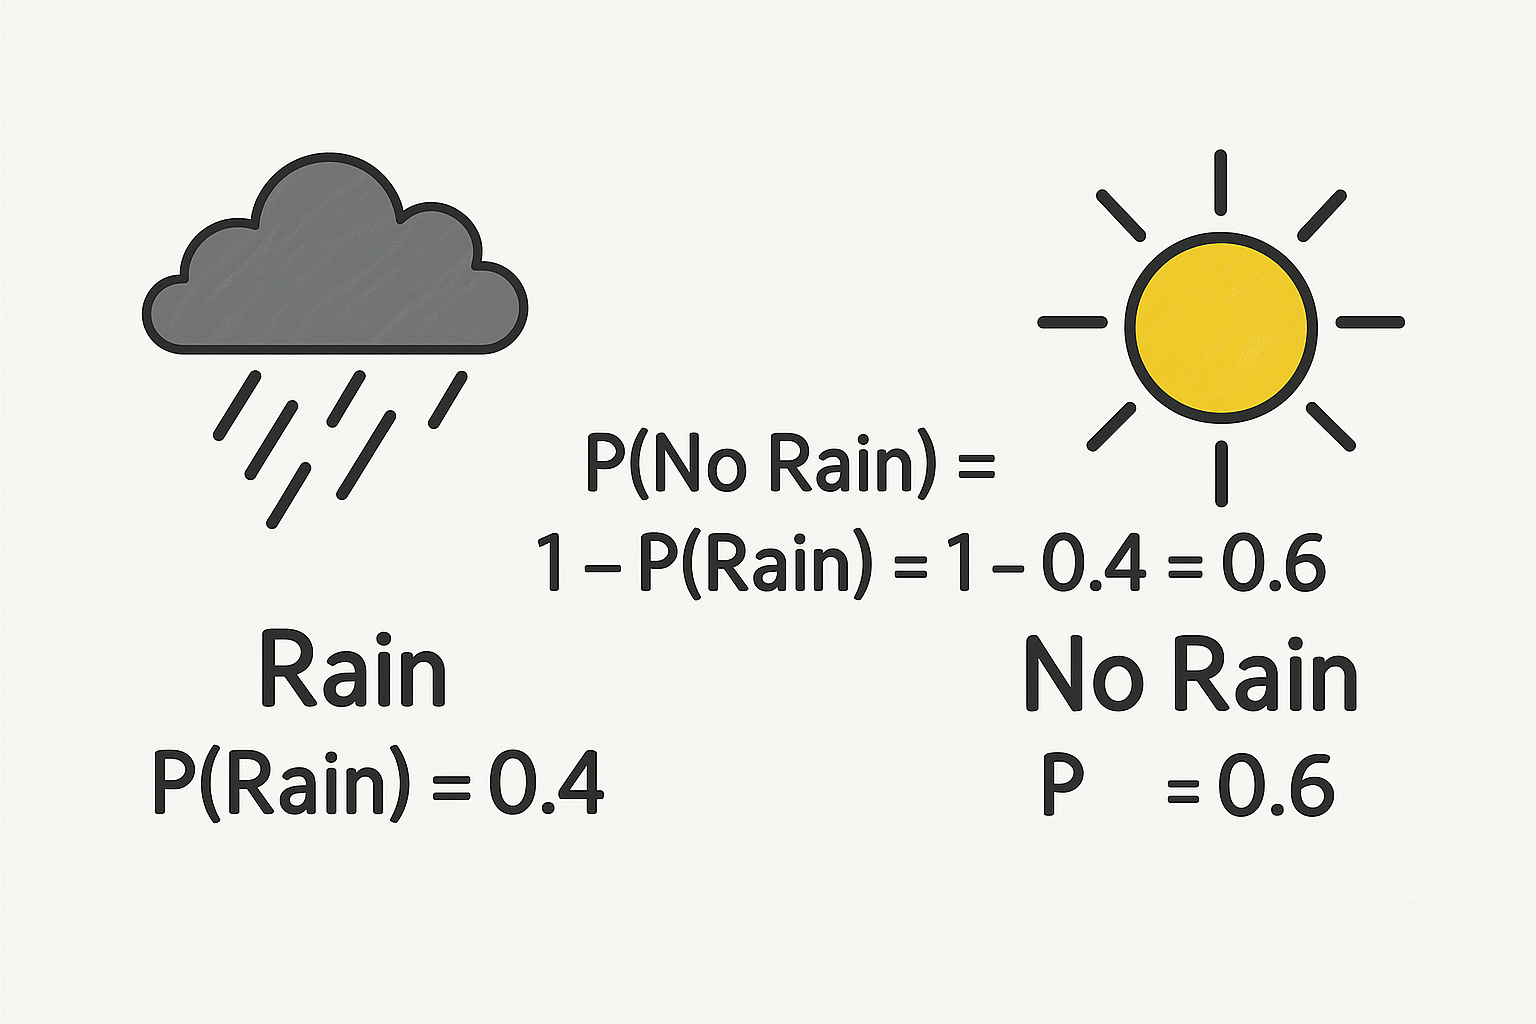 P(No Rain) =
1 – P(Rain) = 1 – 0.4 = 0.6
Rain
P(Rain) = 0.4
No Rain
P = 0.6